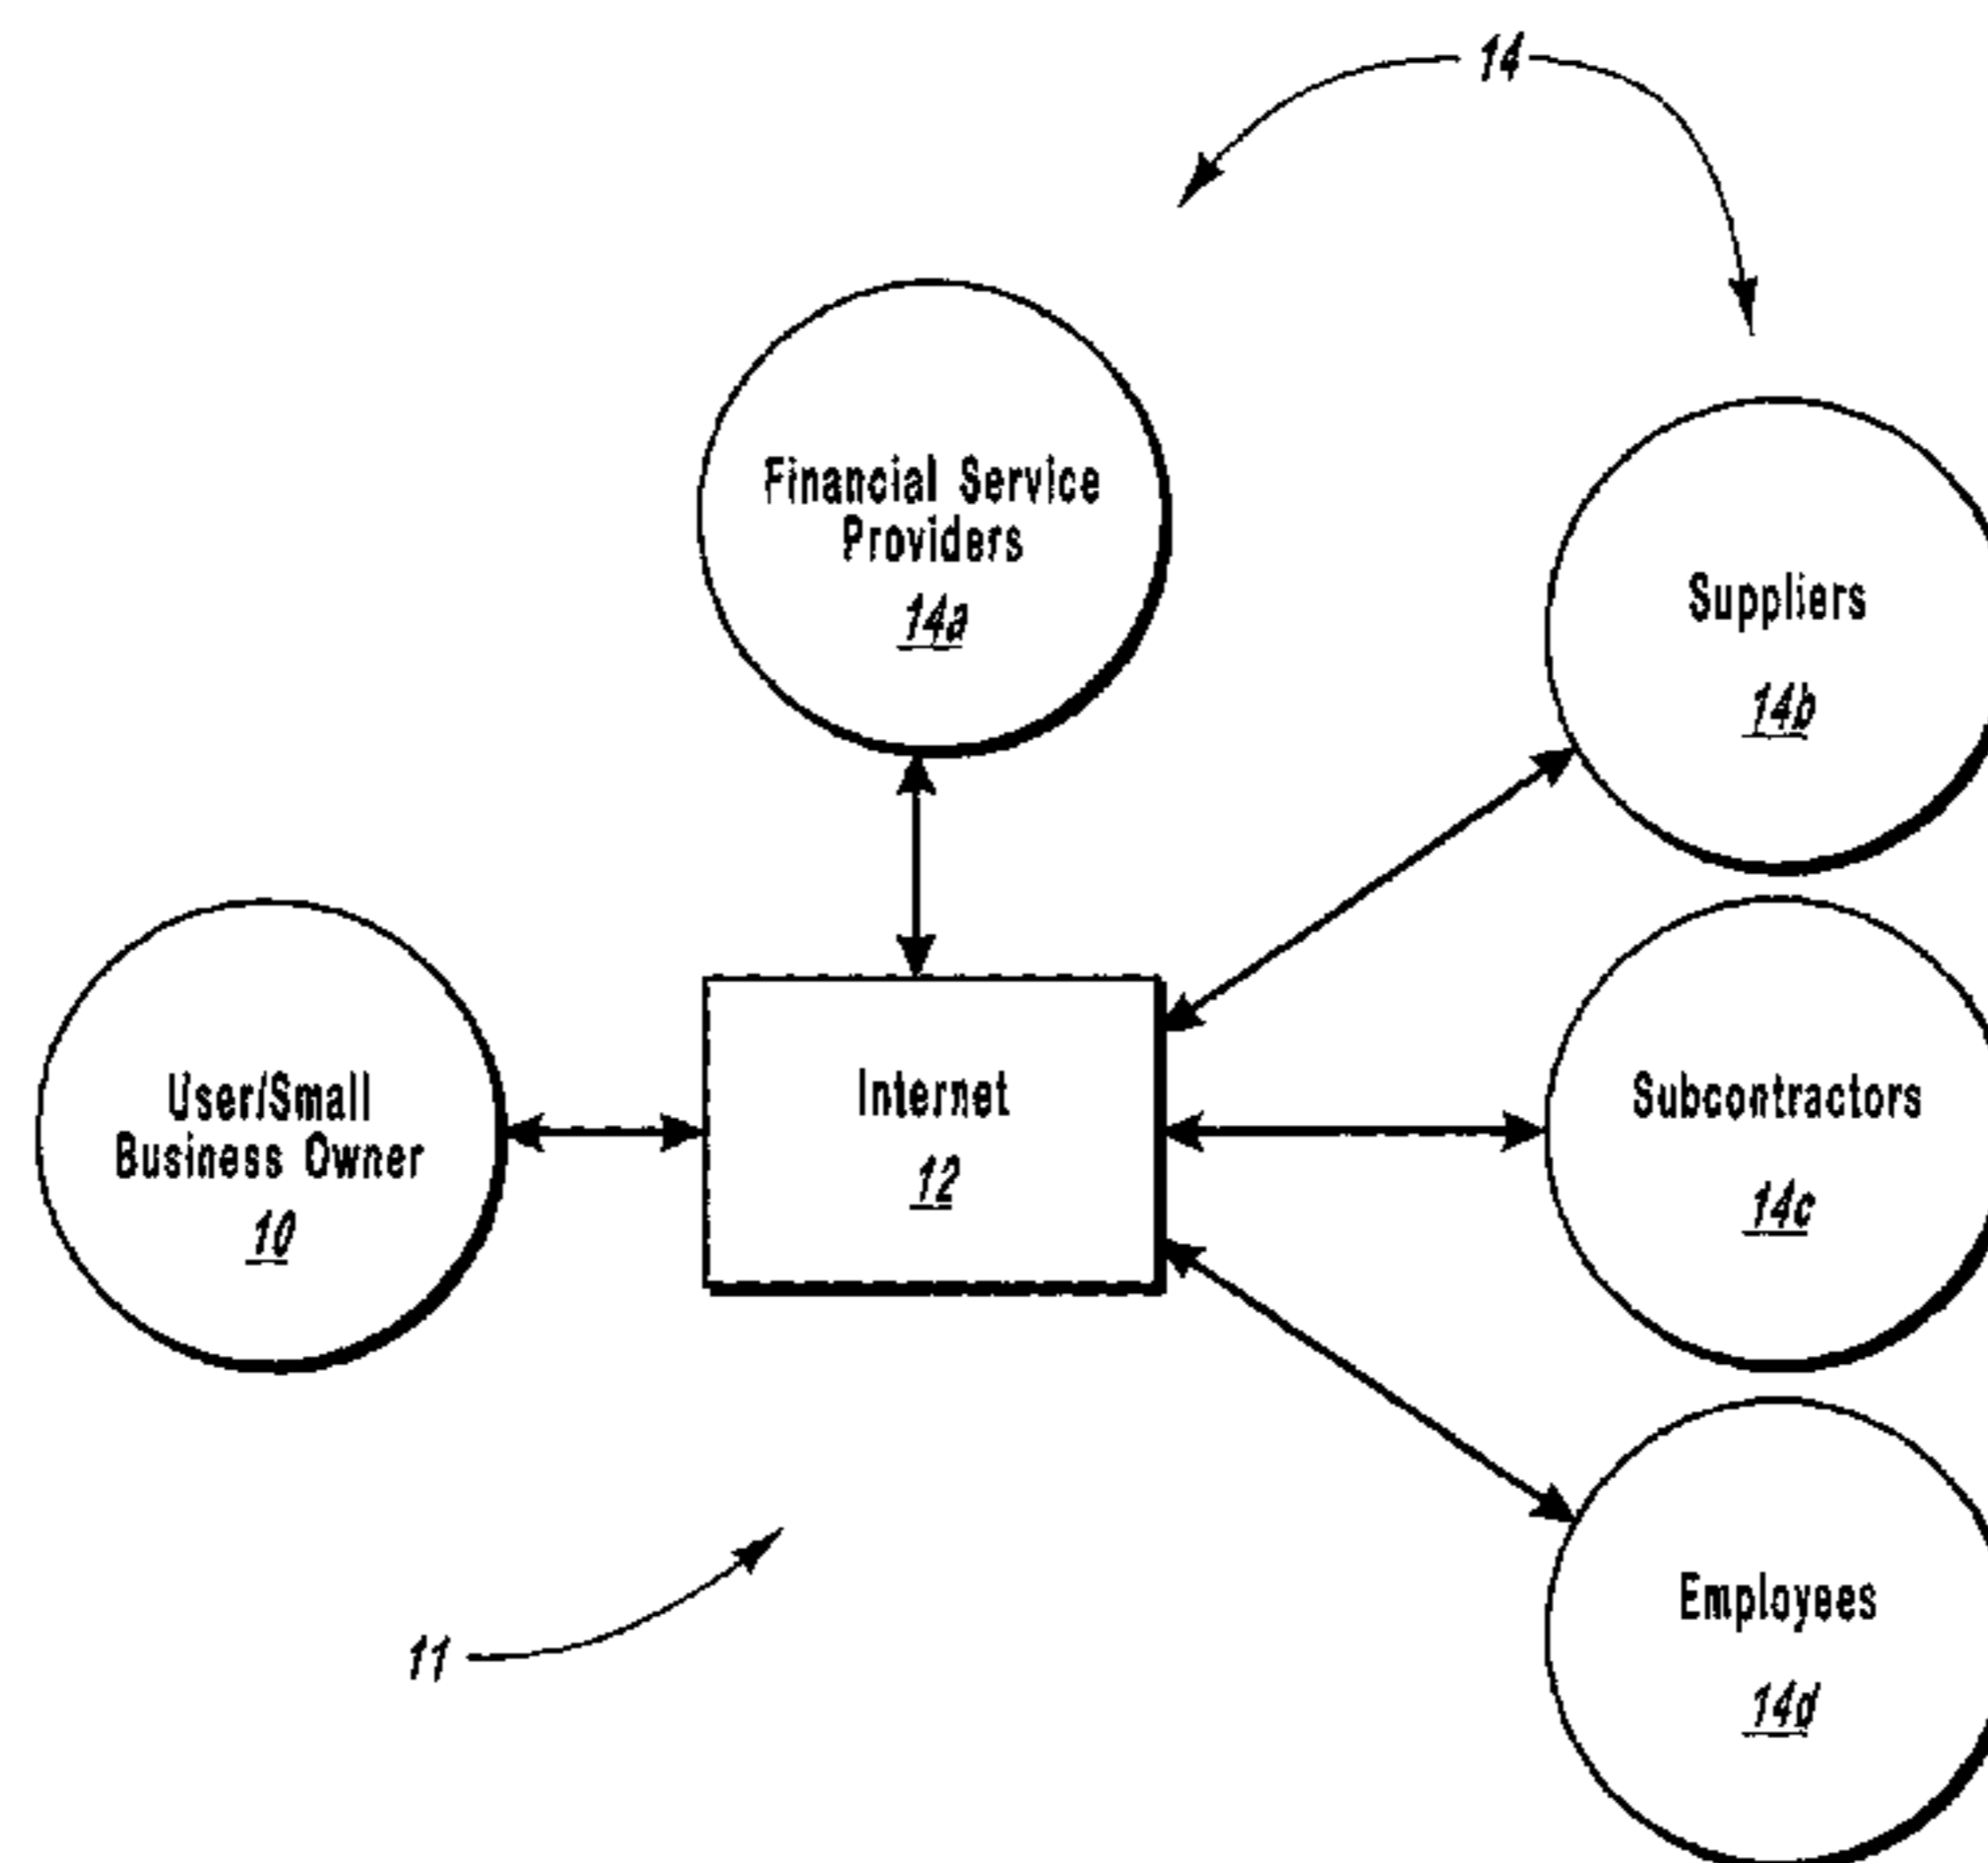 14
Financial Service
Providers
14a
Suppliers
14b
User/Small
Business Owner
10
Internet
12
Subcontractors
14c
11
Employees
14d